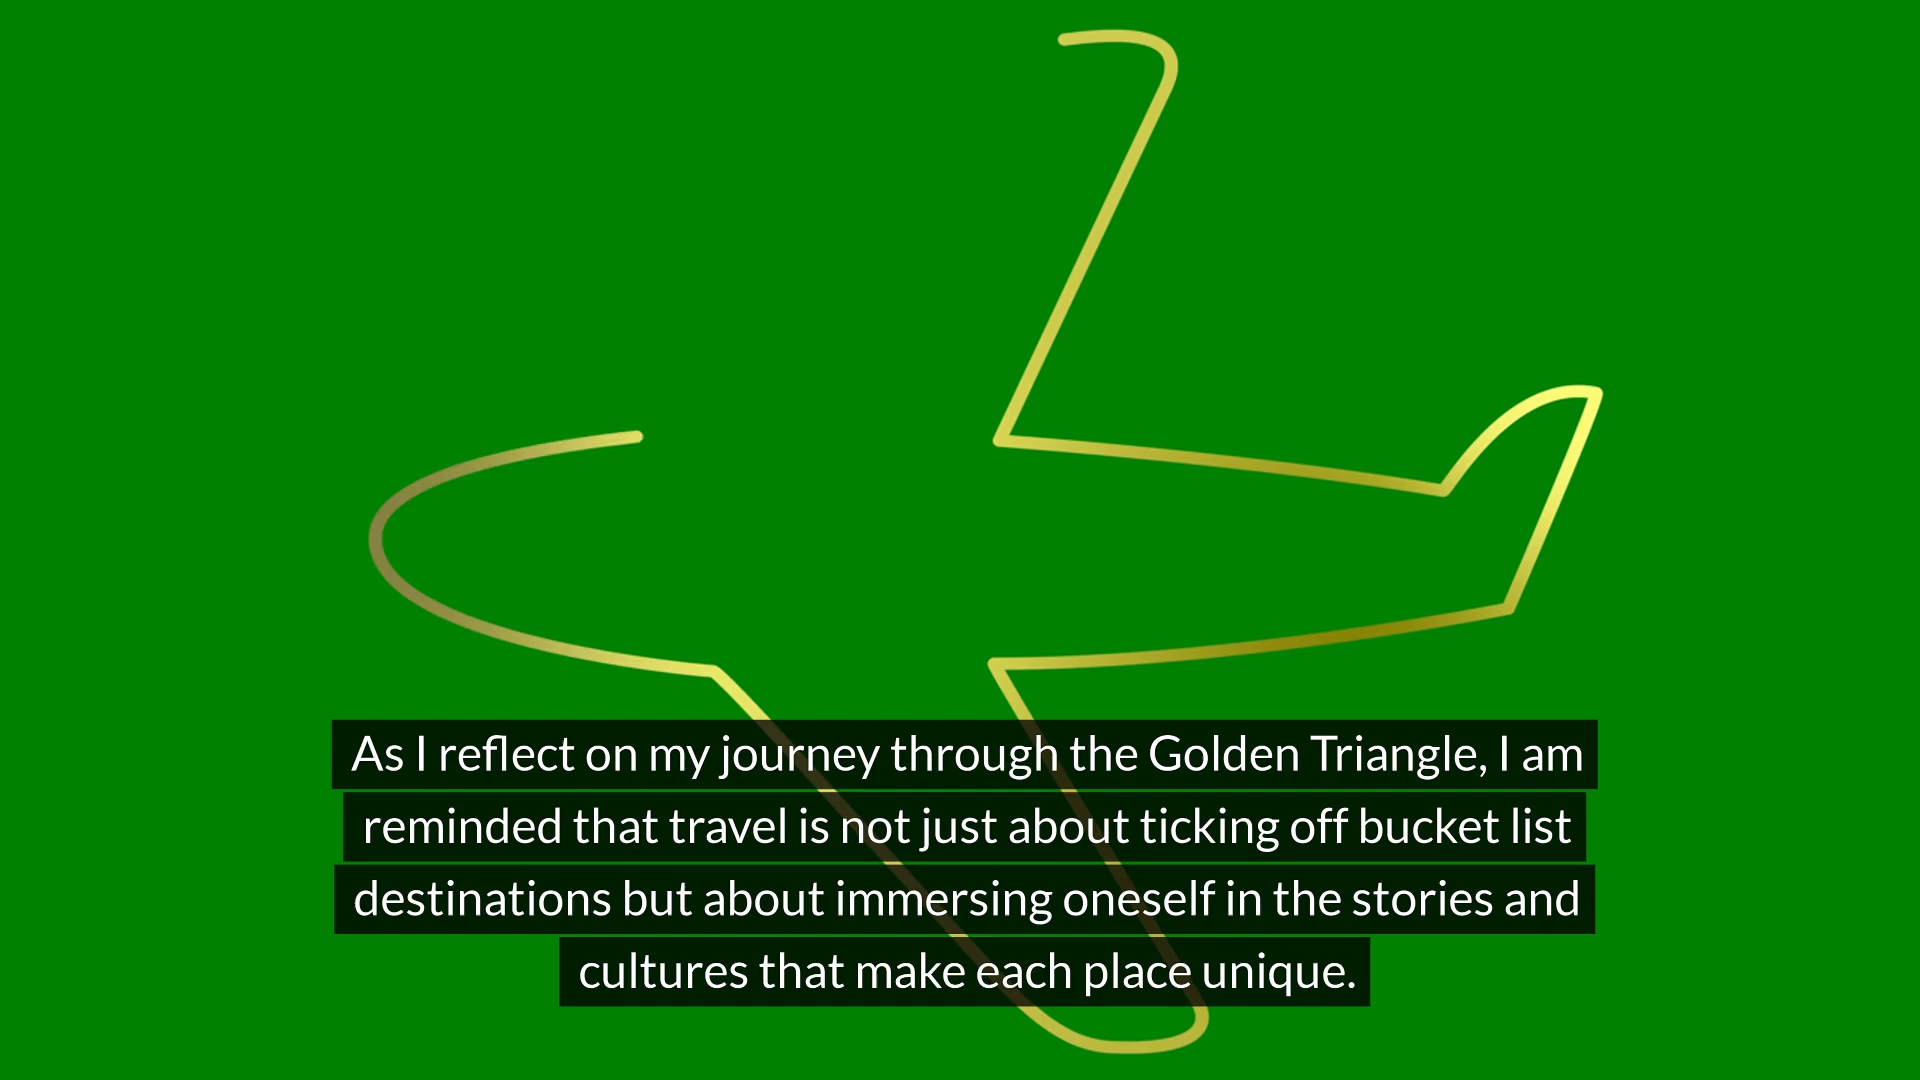 As I reflect on my journey through the Golden Triangle, I am
reminded that travel is not just about ticking off bucket list
destinations but about immersing oneself in the stories and
cultures that make each place unique.